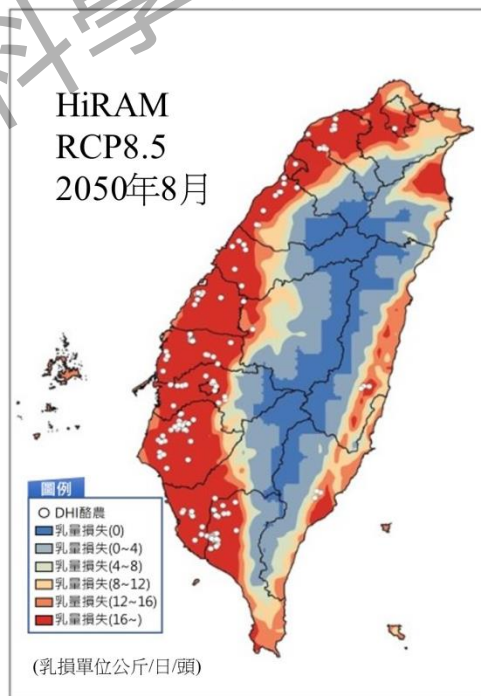 科學
HiRAM
RCP8.5
2050年8月
圖例
DHI酪農
乳量損失(0)
乳量損失(0~4)
乳量損失(4~8)
乳量損失(8~12)
乳量損失(12~16)
乳量損失(16~)
(乳損單位公斤/日/頭)